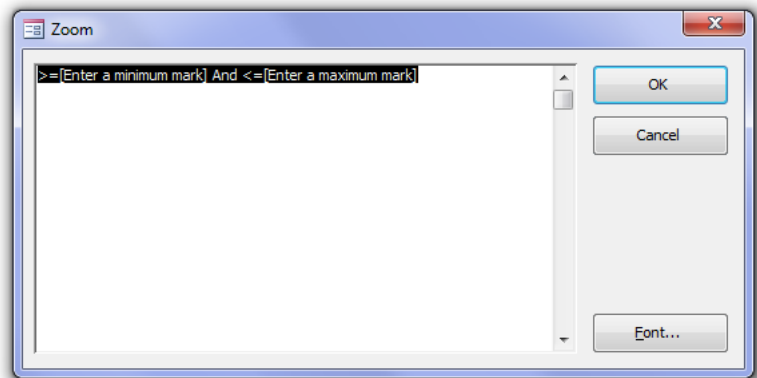 Zoom
>=[Enter a minimum mark] And <=[Enter a maximum mark]
OK
Cancel
Font...